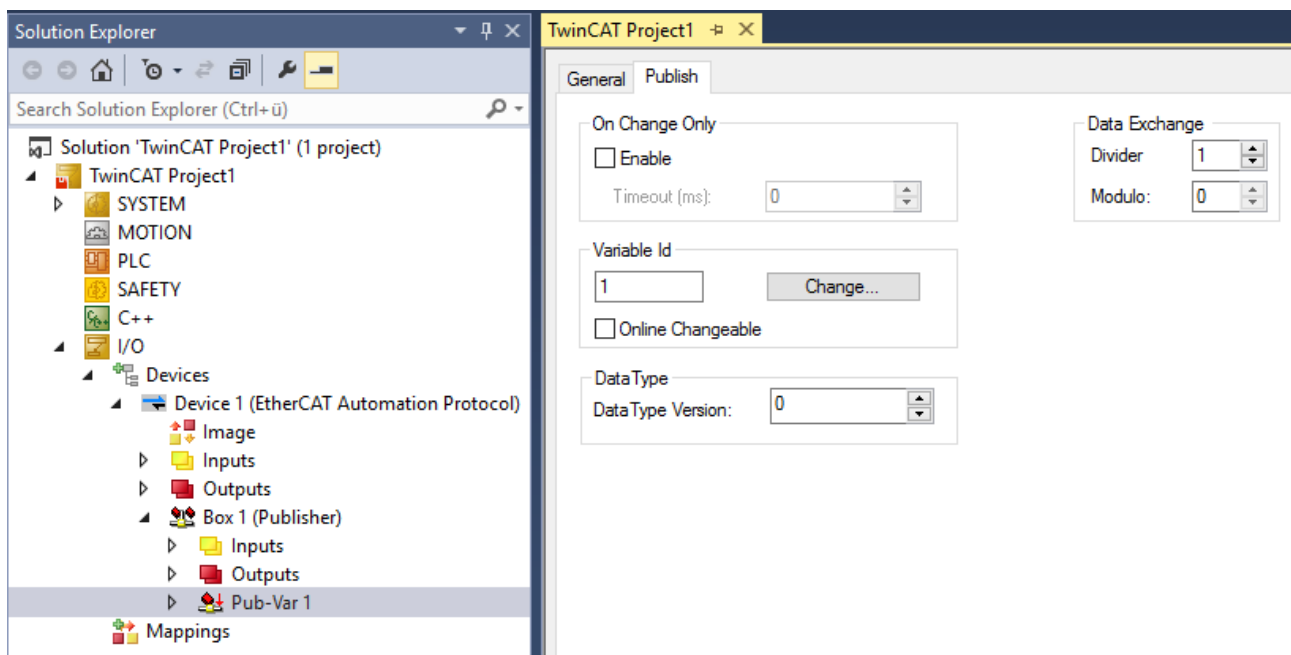 Solution Explorer
Search Solution Explorer (Ctrl+ü)
Solution 'TwinCAT Project1' (1 project)
TwinCAT Project1
SYSTEM
MOTION
PLC
SAFETY
C++
I/O
Devices
Device 1 (EtherCAT Automation Protocol)
Image
Inputs
Outputs
Box 1 (Publisher)
Inputs
Outputs
Pub-Var 1
Mappings
TwinCAT Project1
General Publish
On Change Only
Enable
Timeout (ms): 0
Variable Id
1 Change...
Online Changeable
DataType
DataType Version: 0
Data Exchange
Divider 1
Modulo: 0